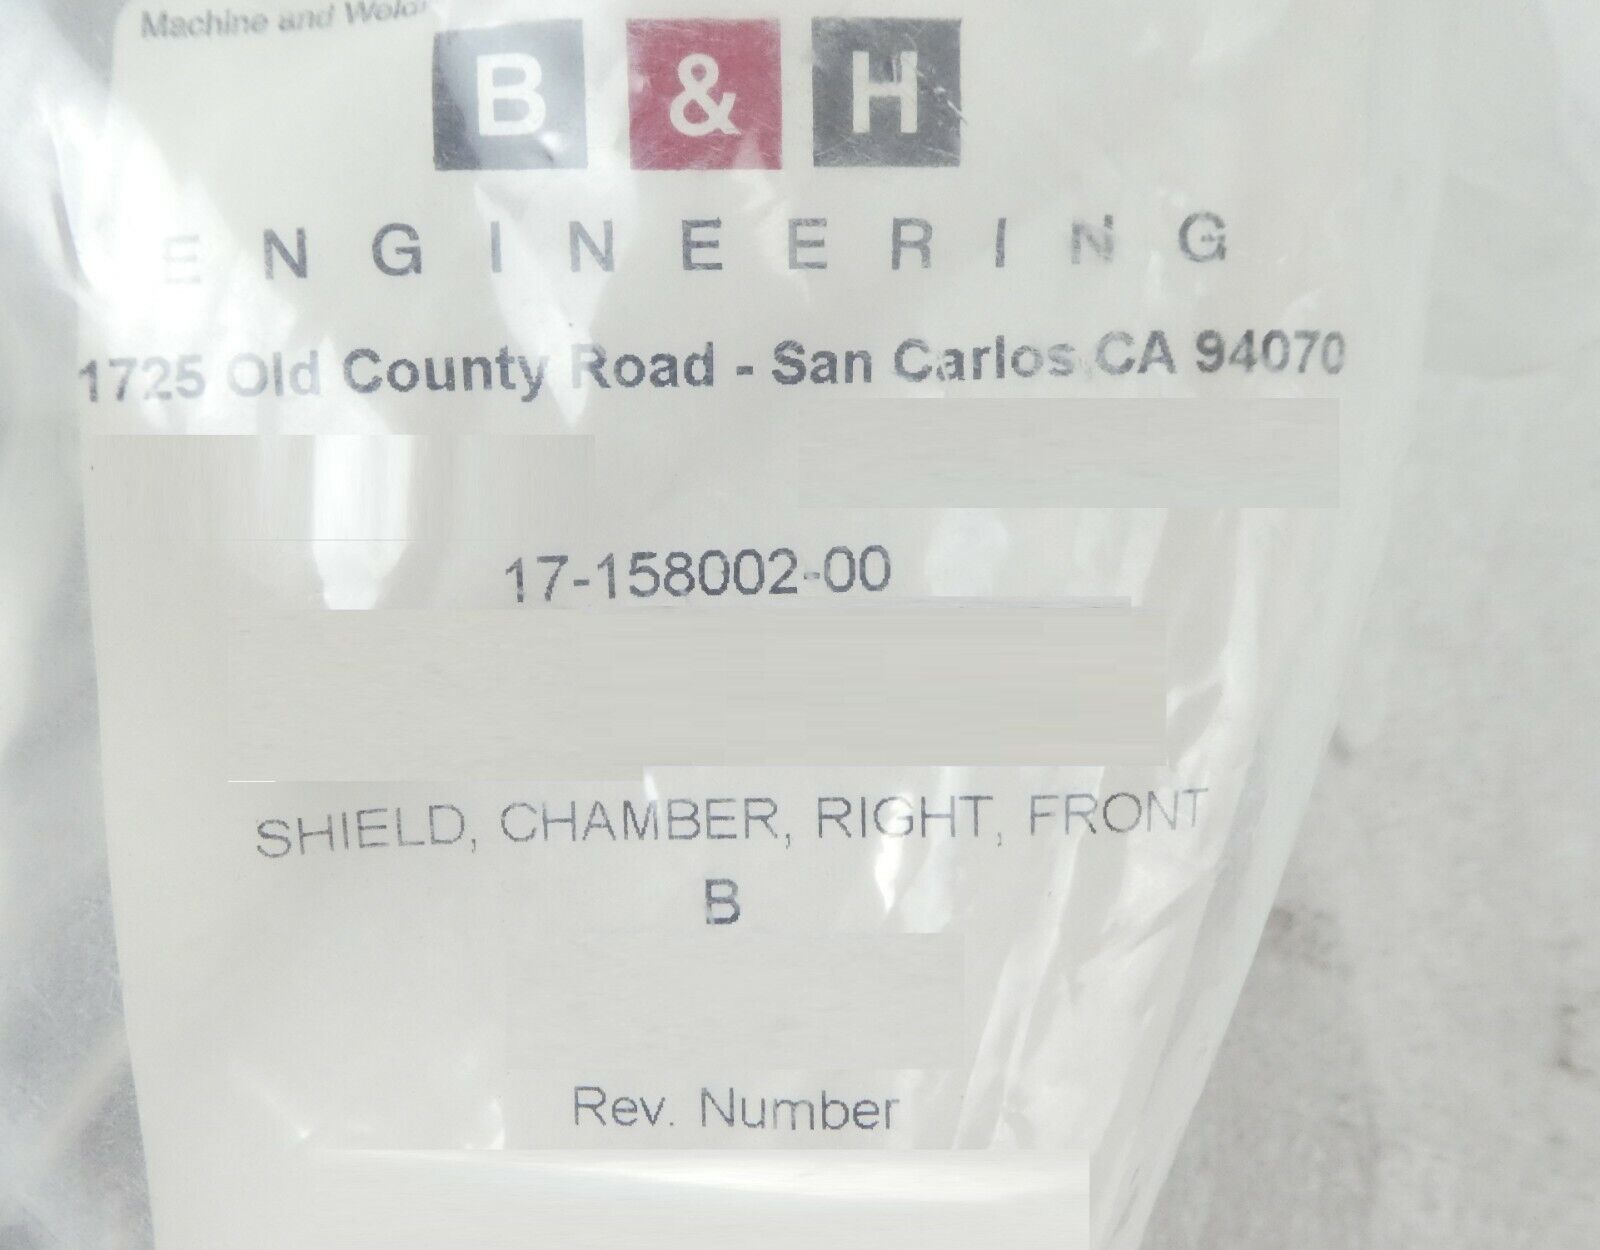 Machine and
B & H
ENGINEERING
1725 Old County Road - San Carlos CA 94070
17-158002-00
SHIELD, CHAMBER, RIGHT, FRONT
B
Rev. Number